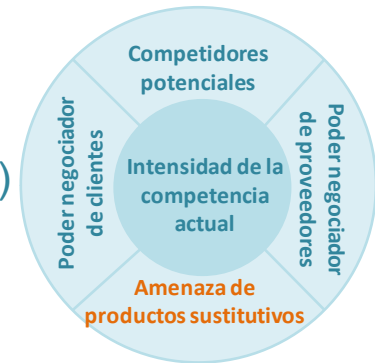 Competidores
potenciales
)
Poder negociador
de clientes
Intensidad de la
competencia
actual
Poder negociador
de proveedores
Amenaza de
productos sustitutivos